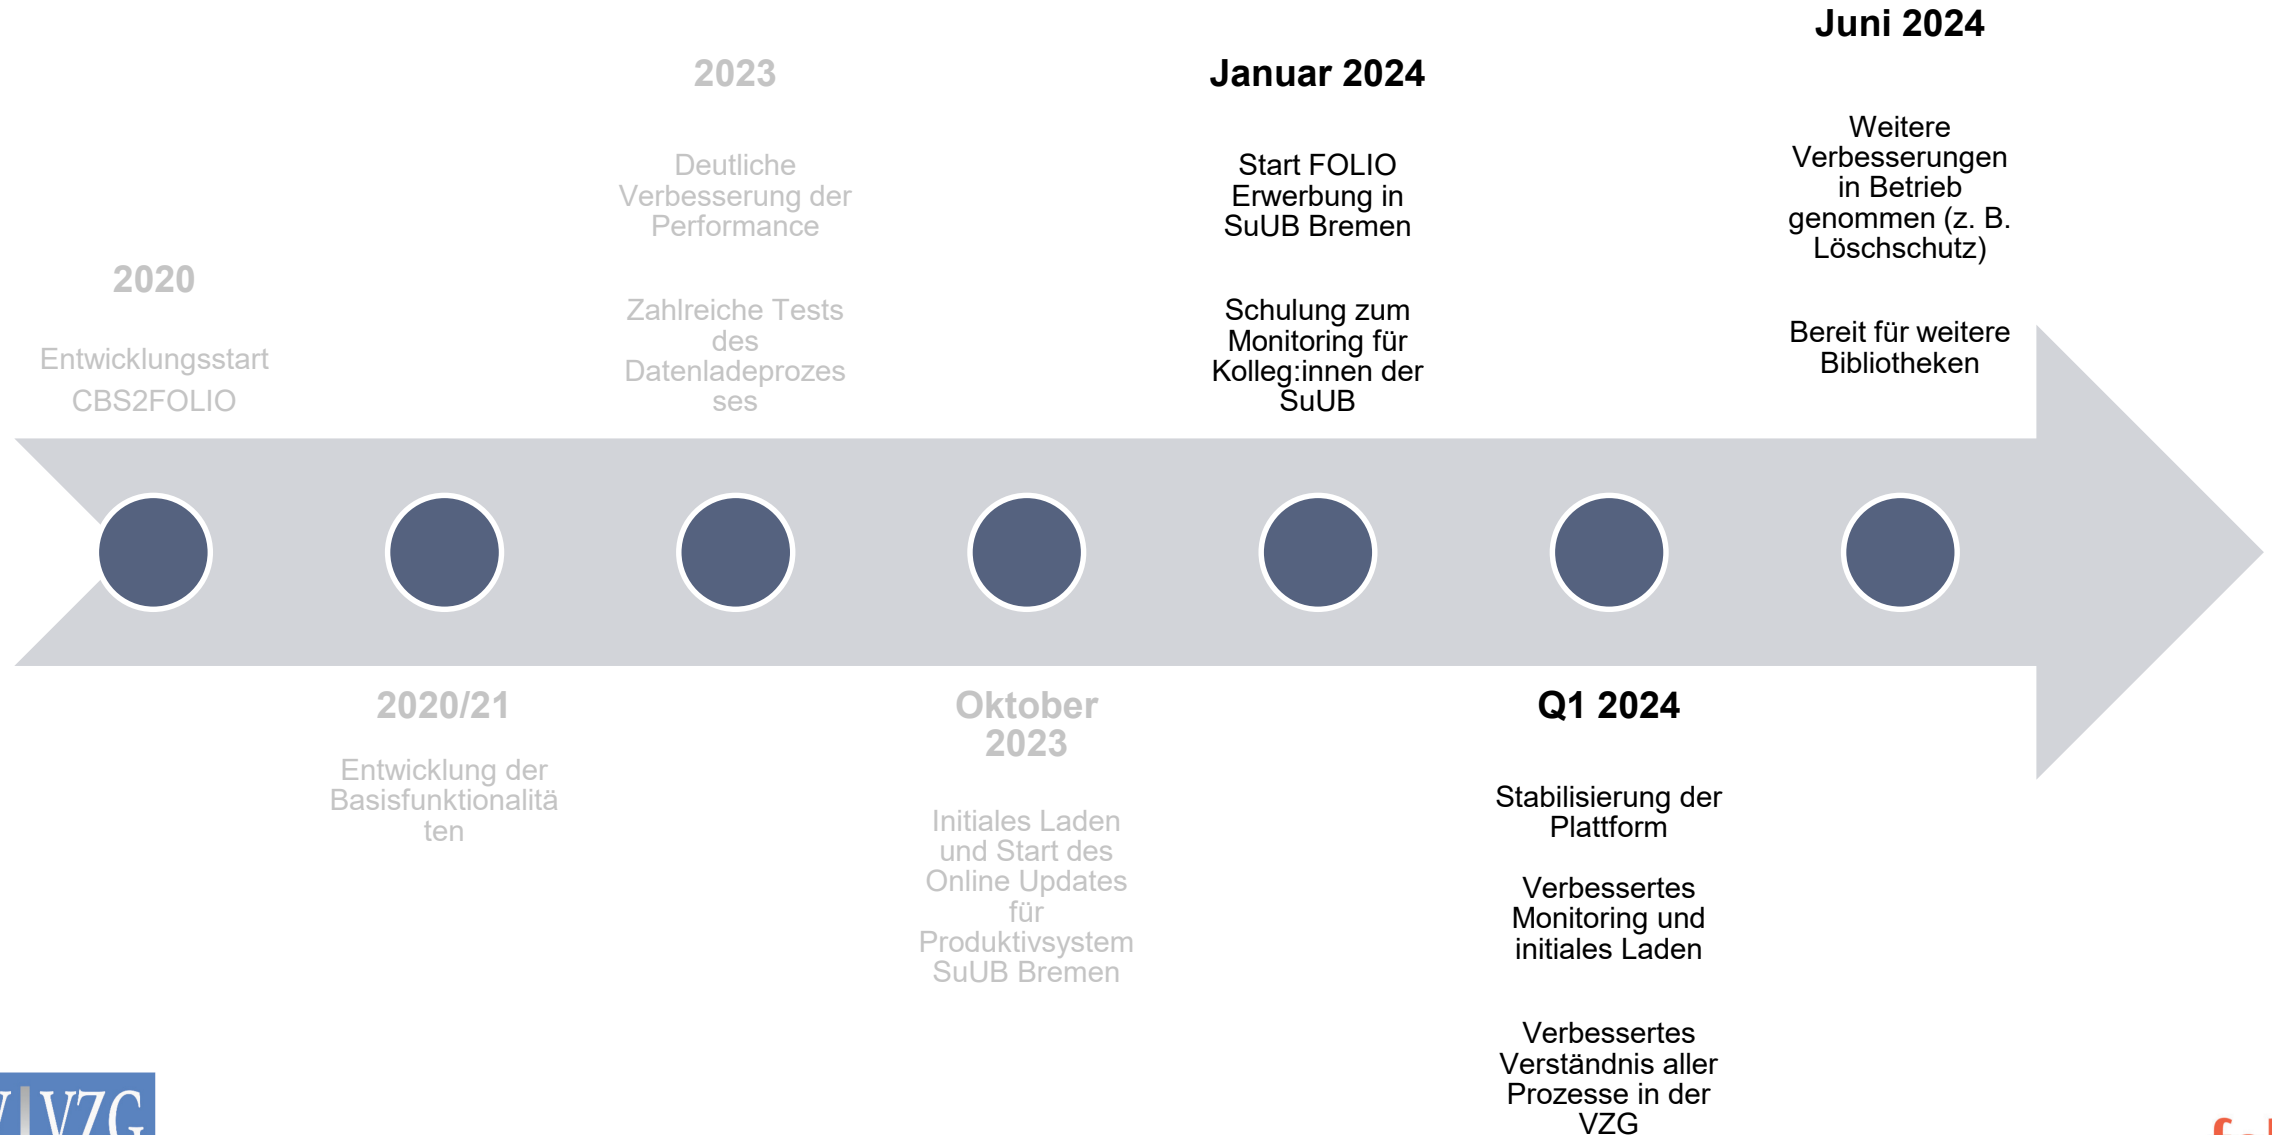 2020
Entwicklungsstart
CBS2FOLIO
2020/21
Entwicklung der
Basisfunktionalitä
ten
2023
Deutliche
Verbesserung der
Performance
Zahlreiche Tests
des
Datenladeprozes
ses
Oktober
2023
Initiales Laden
und Start des
Online Updates
für
Produktivsystem
SuUB Bremen
Januar 2024
Start FOLIO
Erwerbung in
SuUB Bremen
Schulung zum
Monitoring für
Kolleg:innen der
SuUB
Q1 2024
Stabilisierung der
Plattform
Verbessertes
Monitoring und
initiales Laden
Verbessertes
Verständnis aller
Prozesse in der
VZG
Juni 2024
Weitere
Verbesserungen
in Betrieb
genommen (z. B.
Löschschutz)
Bereit für weitere
Bibliotheken
VZG